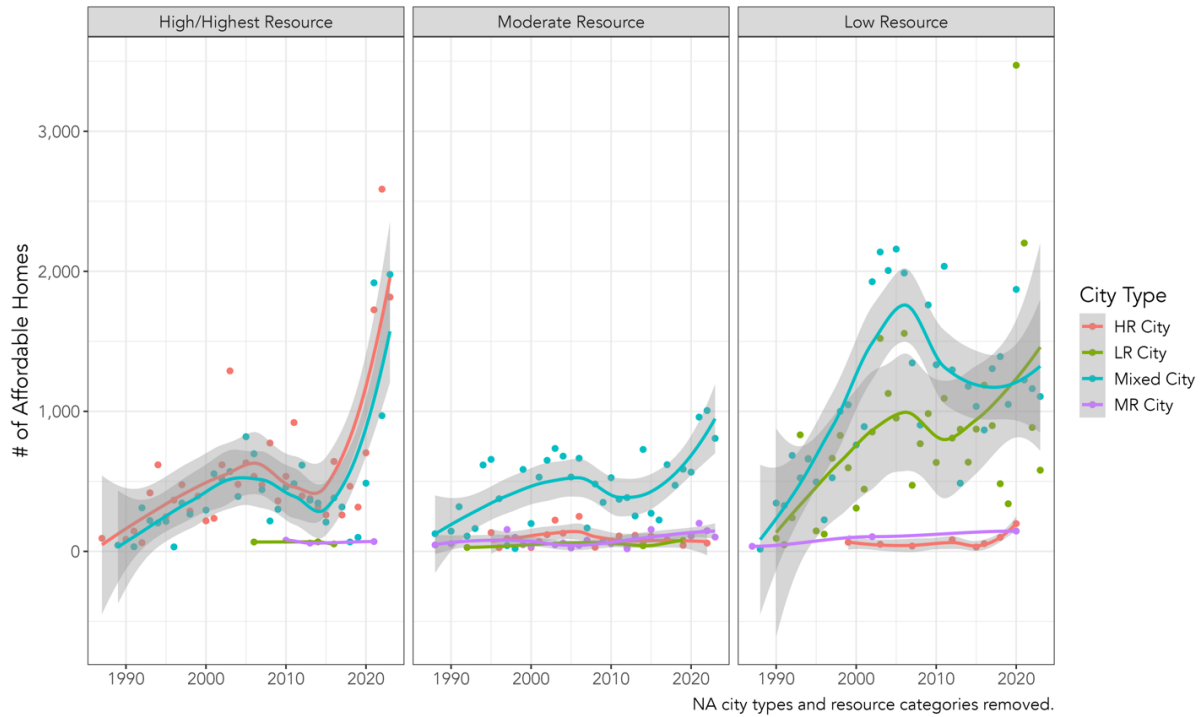 High/Highest Resource
Moderate Resource
Low Resource
# of Affordable Homes
3,000
2,000
1,000
0
1990 2000 2010 2020
1990 2000 2010 2020
1990 2000 2010 2020
City Type
HR City
LR City
Mixed City
MR City
NA city types and resource categories removed.